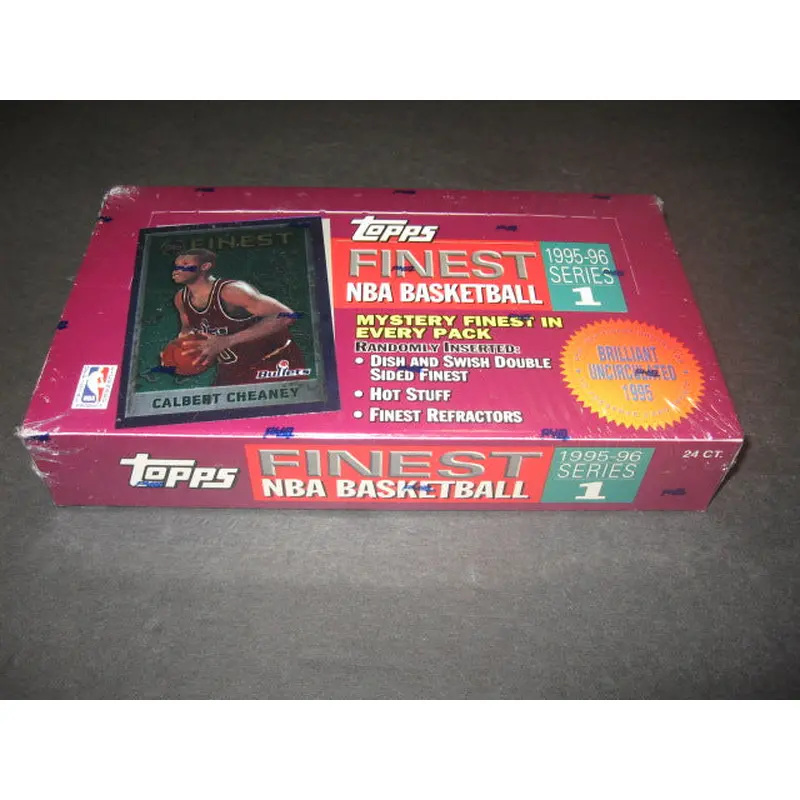 FINEST
Bullets
CALBERT CHEANEY
NBA
TOPPS
FINEST
NBA BASKETBALL
1995-96
SERIES
1
MYSTERY FINEST IN
EVERY PACK
RANDOMLY INSERTED:
• DISH AND SWISH DOUBLE
SIDED FINEST
• HOT STUFF
• FINEST REFRACTORS
BRILLIANT
UNCIRCULATED
1995
TOPPS
FINEST
NBA BASKETBALL
1995-96
SERIES
1
24 CT.